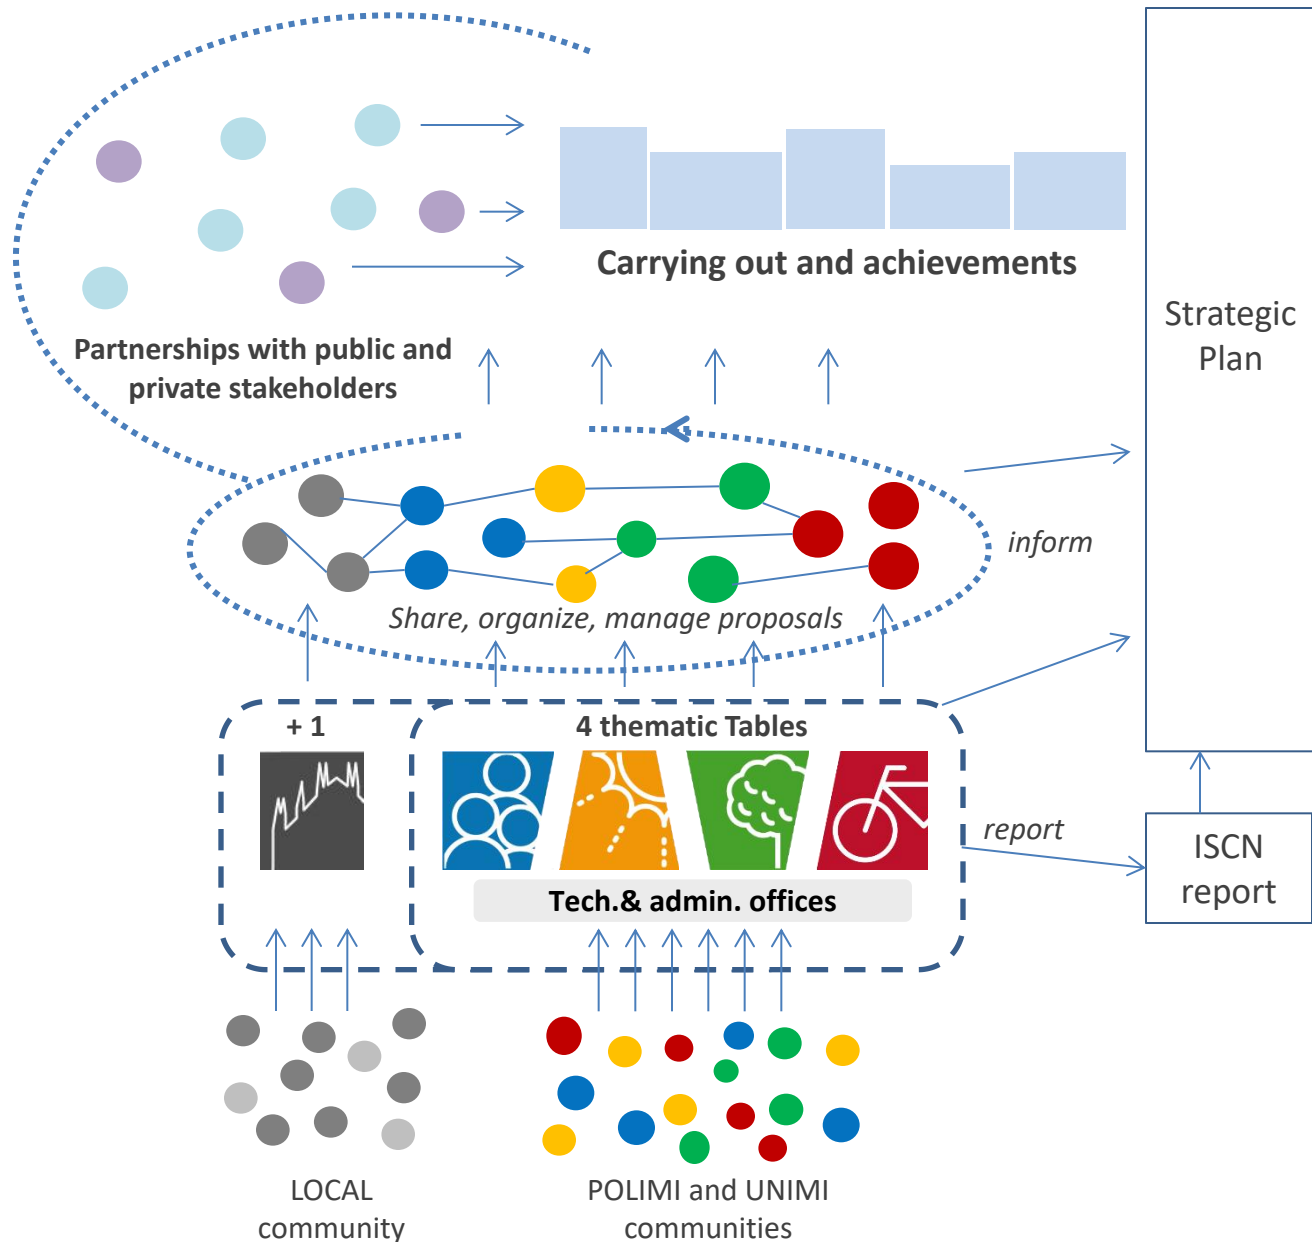 Carrying out and achievements
Partnerships with public and
private stakeholders
Strategic
Plan
inform
Share, organize, manage proposals
+ 1
4 thematic Tables
report
ISCN
report
Tech.& admin. offices
LOCAL
community
POLIMI and UNIMI
communities